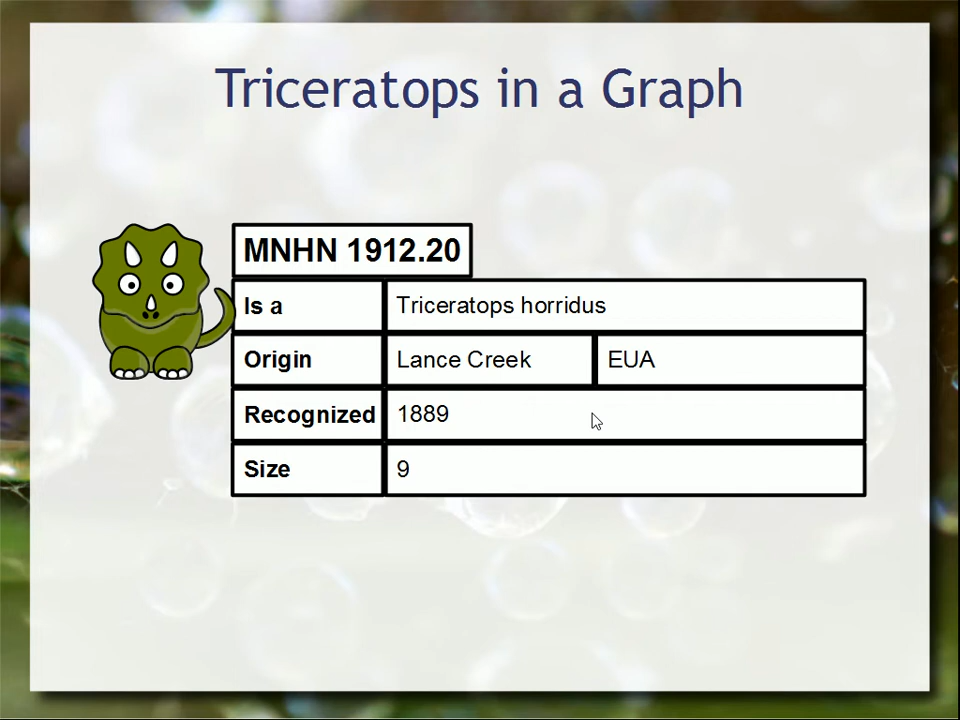 Triceratops in a Graph
MNHN 1912.20
Is a Triceratops horridus
Origin Lance Creek EUA
Recognized 1889
Size 9